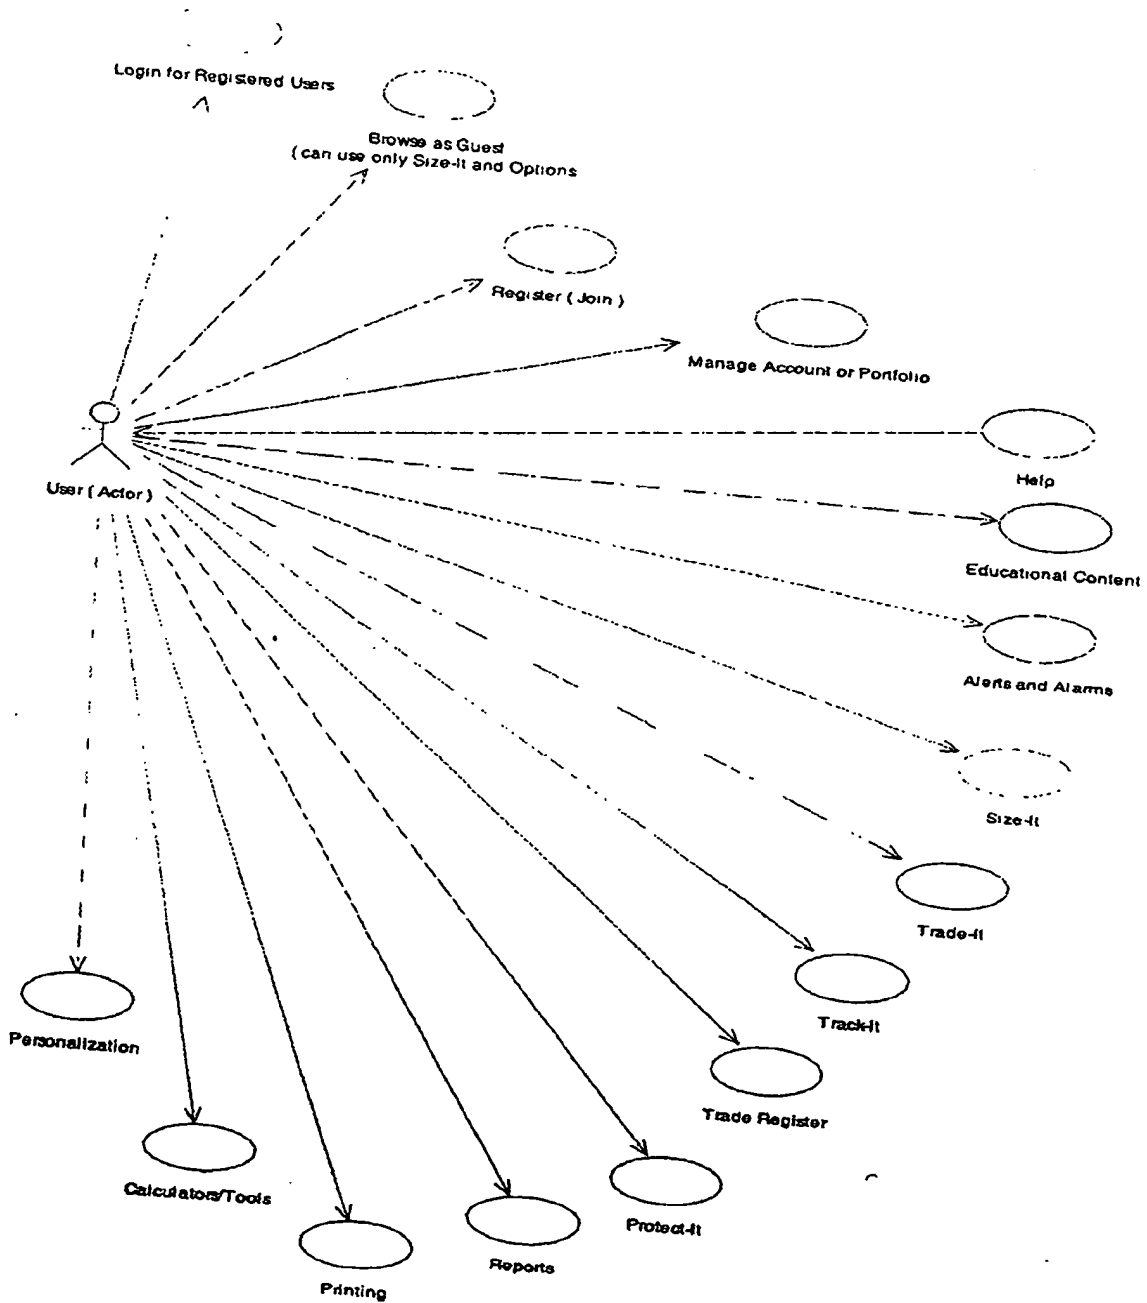 Login for Registered Users
Browse as Guest
( can use only Size-It and Options
Register ( Join )
Manage Account or Portfolio
Help
User ( Actor )
Educational Content
Alerts and Alarms
Size-It
Trade-It
Track-It
Personalization
Trade Register
Calculators/Tools
Protect-It
Reports
Printing